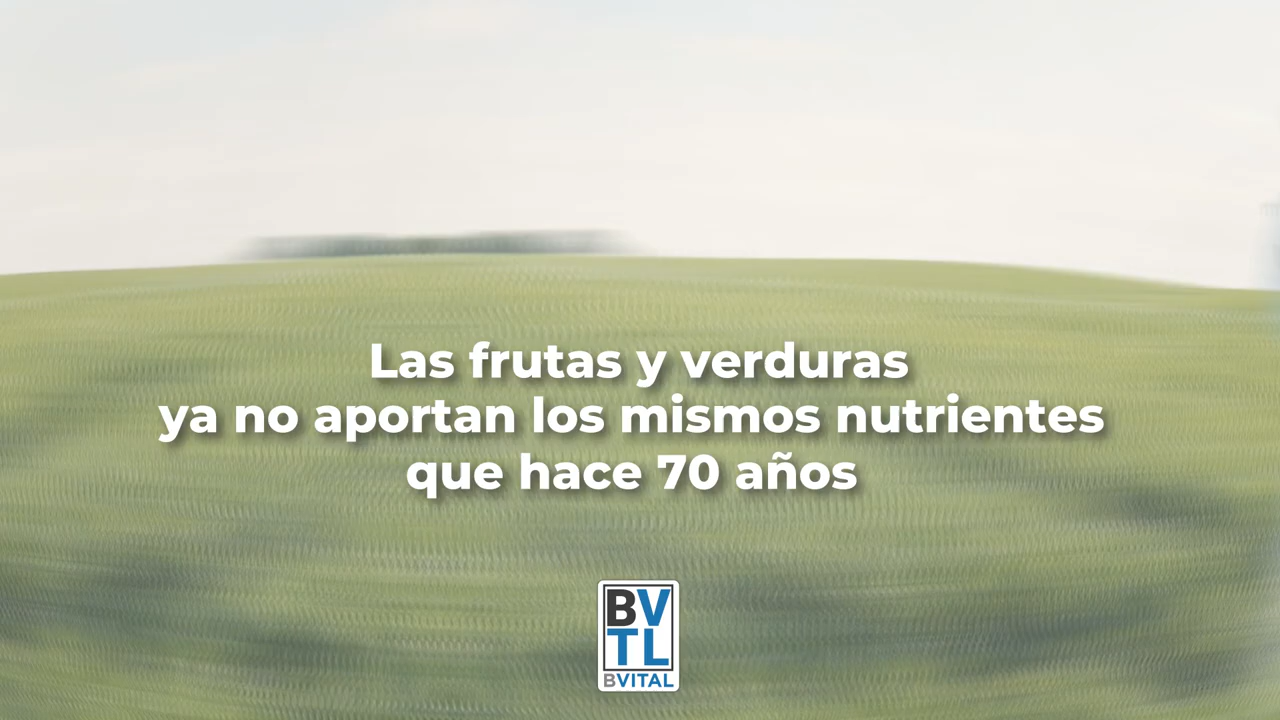 Las frutas y verduras
ya no aportan los mismos nutrientes
que hace 70 años
BV
TL
BVITAL